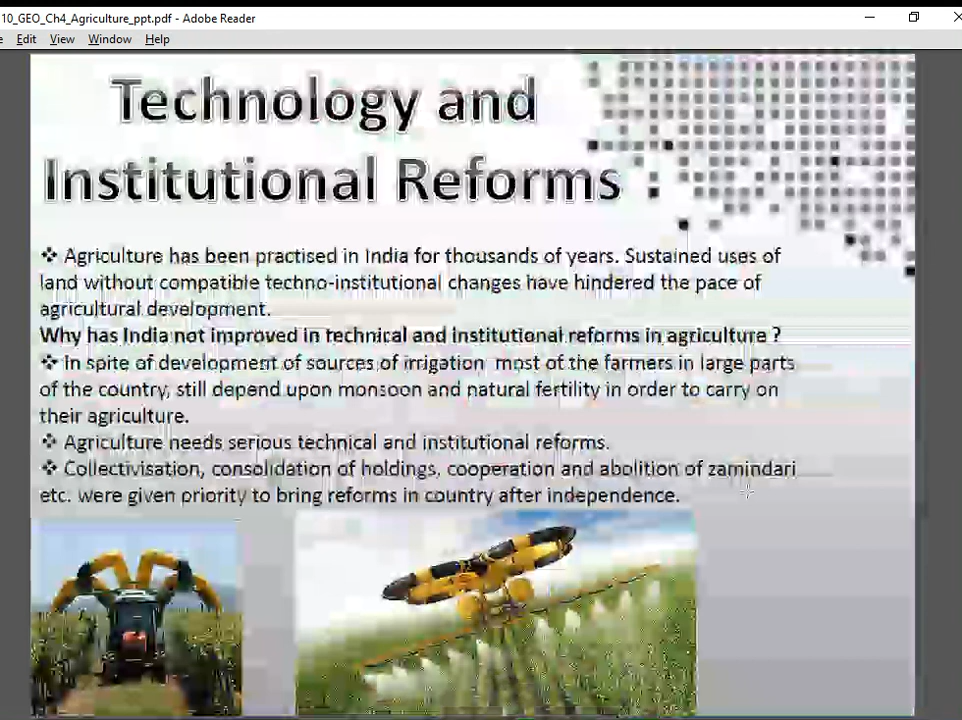 10_GEO_Ch4_Agriculture_ppt.pdf - Adobe Reader
Edit View Window Help
Technology and
Institutional Reforms
❖ Agriculture has been practised in India for thousands of years. Sustained uses of
land without compatible techno-institutional changes have hindered the pace of
agricultural development.
Why has India not improved in technical and institutional reforms in agriculture ?
❖ In spite of development of sources of irrigation most of the farmers in large parts
of the country, still depend upon monsoon and natural fertility in order to carry on
their agriculture.
❖ Agriculture needs serious technical and institutional reforms.
❖ Collectivisation, consolidation of holdings, cooperation and abolition of zamindari
etc. were given priority to bring reforms in country after independence.